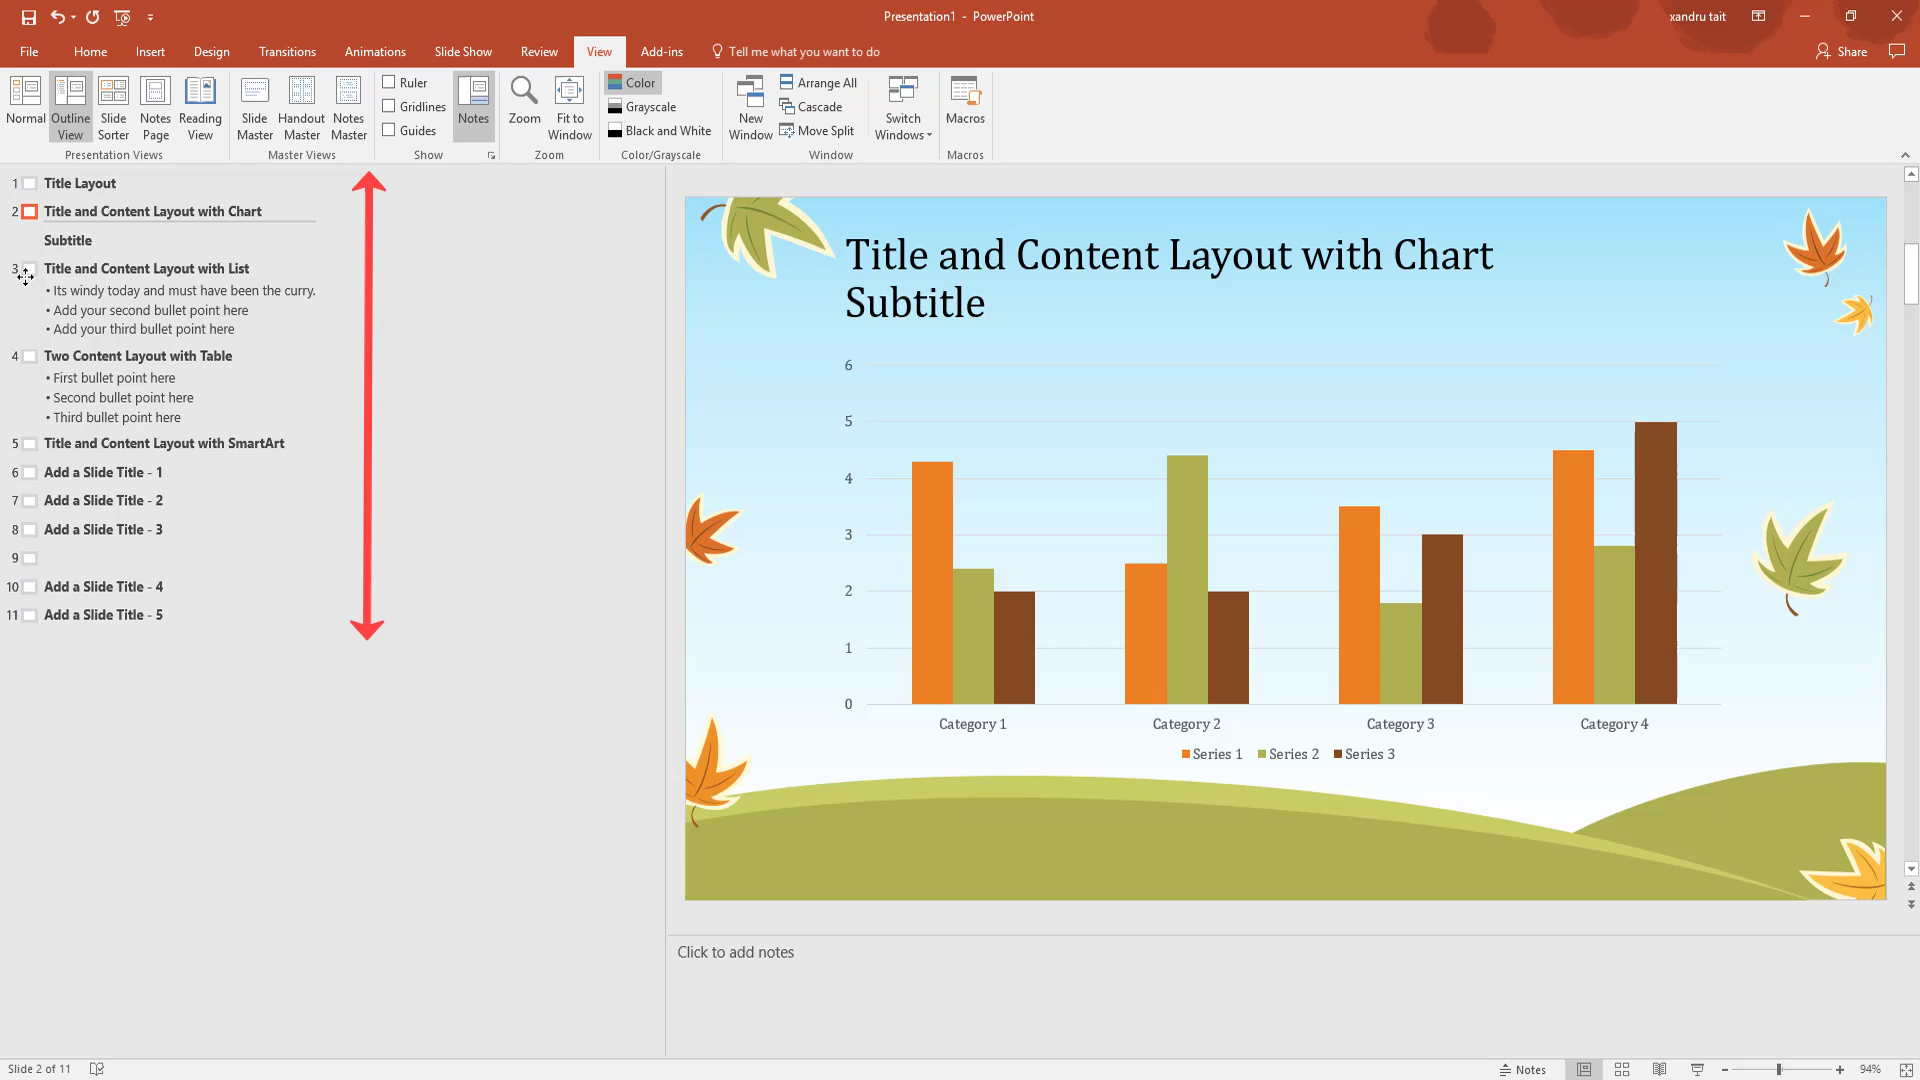 Presentation1 - PowerPoint
xandru tait
File Home Insert Design Transitions Animations Slide Show Review View Add-ins Tell me what you want to do Share
Normal
Outline View
Slide Sorter
Notes Page
Reading View
Presentation Views
Slide Master
Handout Master
Notes Master
Master Views
Ruler
Gridlines
Guides
Notes
Show
Zoom
Fit to Window
Zoom
Color
Grayscale
Black and White
Color/Grayscale
New Window
Arrange All
Cascade
Move Split
Switch Windows
Window
Macros
Macros
1 Title Layout
2 Title and Content Layout with Chart
Subtitle
3 Title and Content Layout with List
• Its windy today and must have been the curry.
• Add your second bullet point here
• Add your third bullet point here
4 Two Content Layout with Table
• First bullet point here
• Second bullet point here
• Third bullet point here
5 Title and Content Layout with SmartArt
6 Add a Slide Title - 1
7 Add a Slide Title - 2
8 Add a Slide Title - 3
9
10 Add a Slide Title - 4
11 Add a Slide Title - 5
Title and Content Layout with Chart
Subtitle
6
5
4
3
2
1
0
Category 1 Category 2 Category 3 Category 4
Series 1 Series 2 Series 3
Click to add notes
Slide 2 of 11
Notes
94%